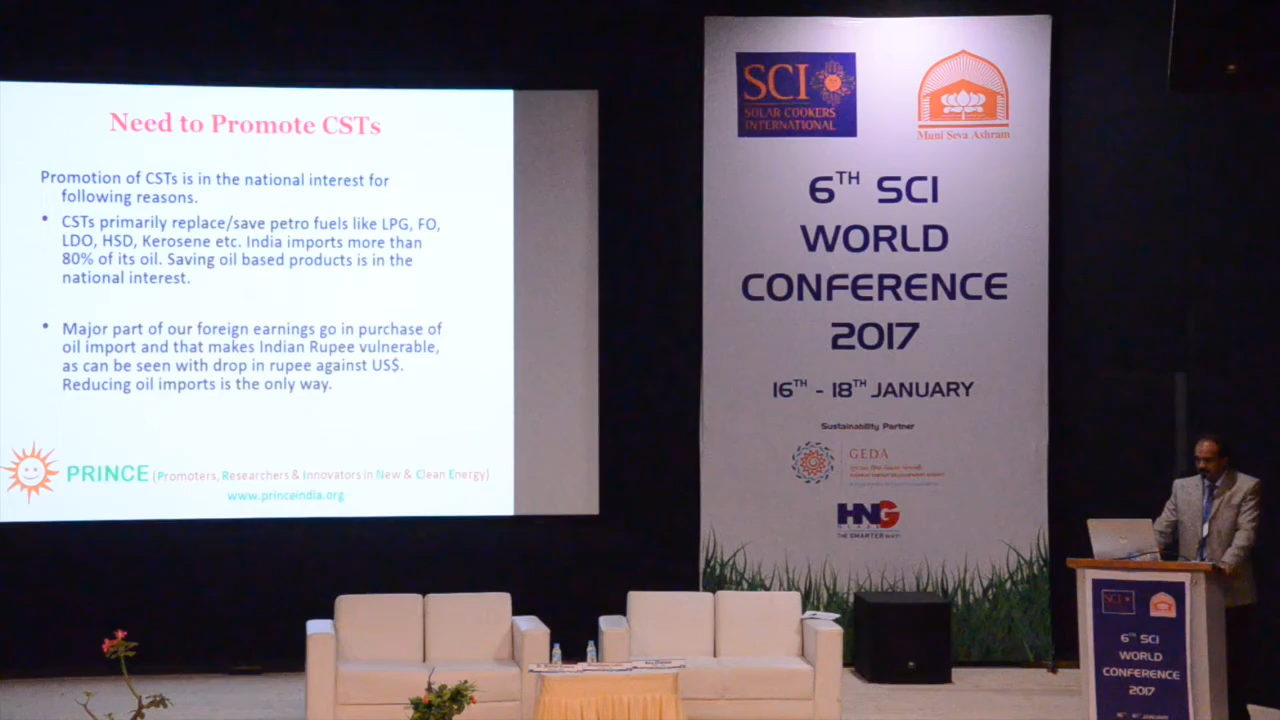 Need to Promote CSTs
Promotion of CSTs is in the national interest for
following reasons.
• CSTs primarily replace/save petro fuels like LPG, FO,
LDO, HSD, Kerosene etc. India imports more than
80% of its oil. Saving oil based products is in the
national interest.
• Major part of our foreign earnings go in purchase of
oil import and that makes Indian Rupee vulnerable,
as can be seen with drop in rupee against US$.
Reducing oil imports is the only way.
PRINCE (Promoters, Researchers & Innovators in New & Clean Energy)
www.princeindia.org
SCI
SOLAR COOKERS
INTERNATIONAL
Muni Seva Ashram
6TH SCI
WORLD
CONFERENCE
2017
16TH - 18TH JANUARY
Sustainability Partner
GEDA
HNG
GLASS
THE SMARTER WAY!
SCI
6TH SCI
WORLD
CONFERENCE
2017